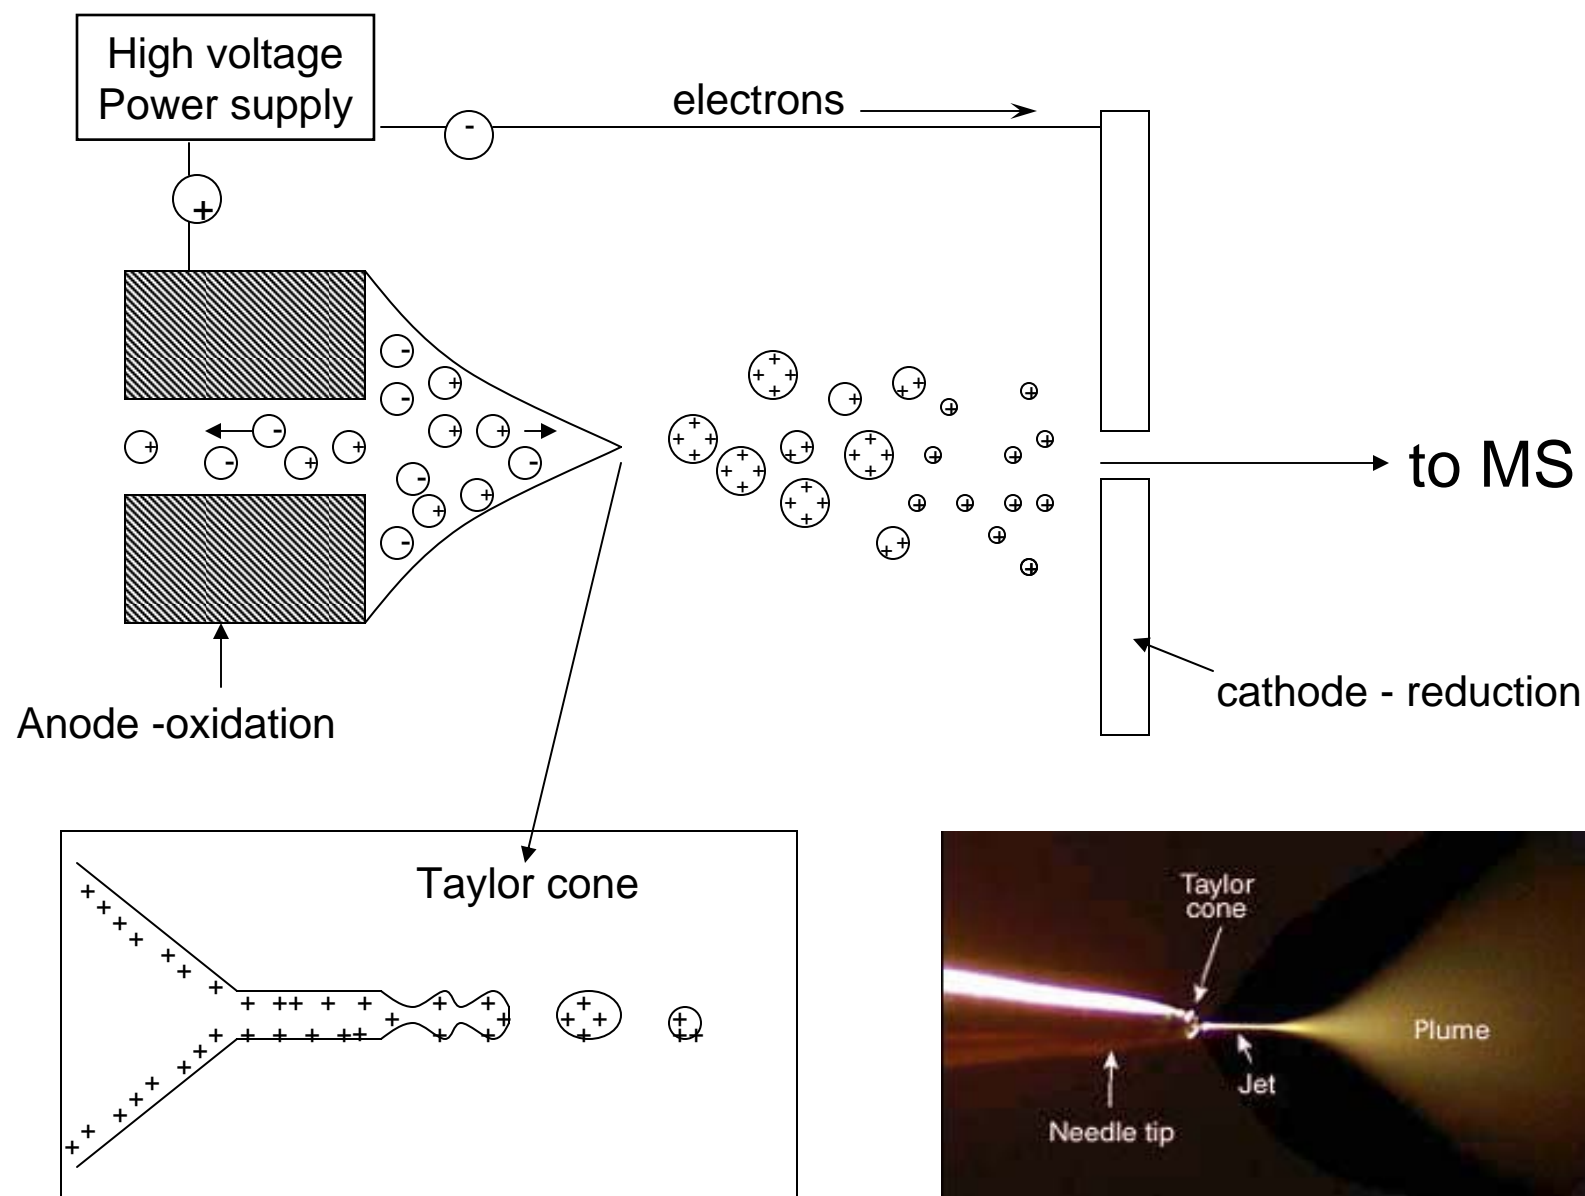 High voltage
Power supply
electrons
-
+
to MS
Anode -oxidation
cathode - reduction
Taylor cone
Taylor
cone
Plume
Jet
Needle tip